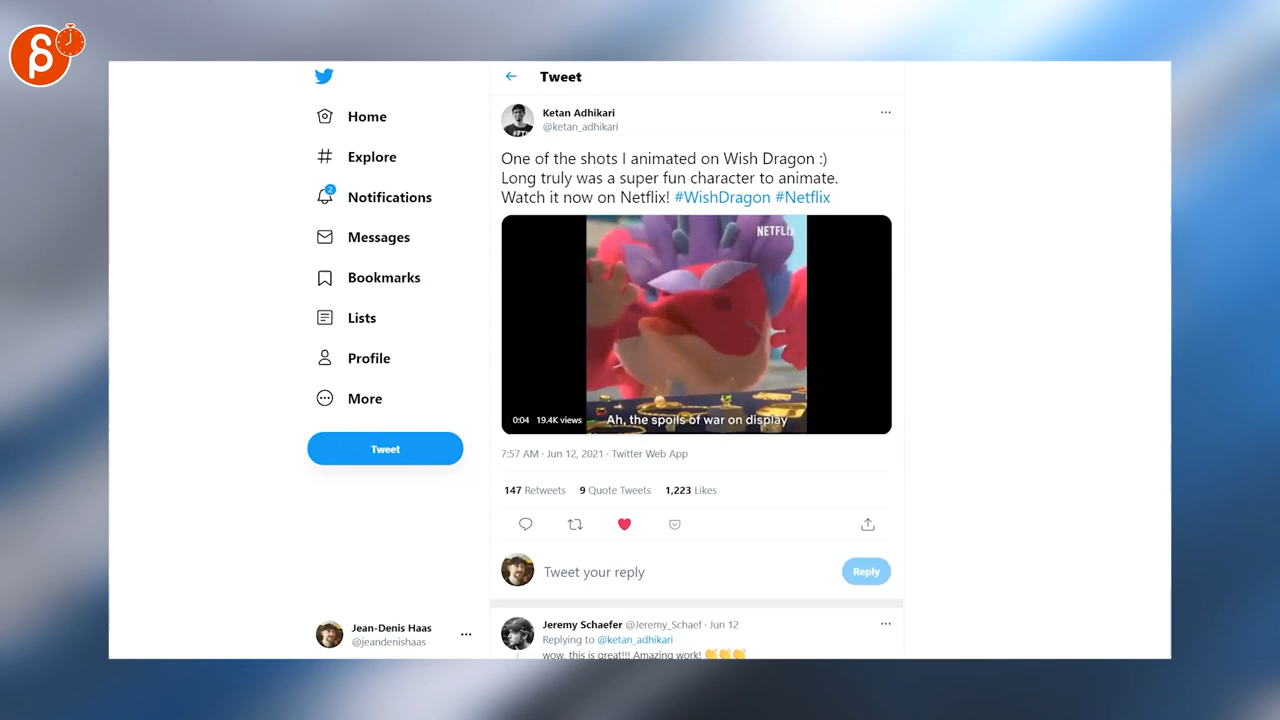 Tweet
Ketan Adhikari
@ketan_adhikari
Home
Explore
2
Notifications
Messages
Bookmarks
Lists
Profile
More
Tweet
One of the shots I animated on Wish Dragon :)
Long truly was a super fun character to animate.
Watch it now on Netflix! #WishDragon #Netflix
NETFLIX
0:04 19.4K views
Ah, the spoils of war on display
7:57 AM · Jun 12, 2021 · Twitter Web App
147 Retweets 9 Quote Tweets 1,223 Likes
Tweet your reply
Reply
Jean-Denis Haas
@jeandenishaas
Jeremy Schaefer @Jeremy_Schaef · Jun 12
Replying to @ketan_adhikari
wow, this is great!!! Amazing work! 👏👏👏